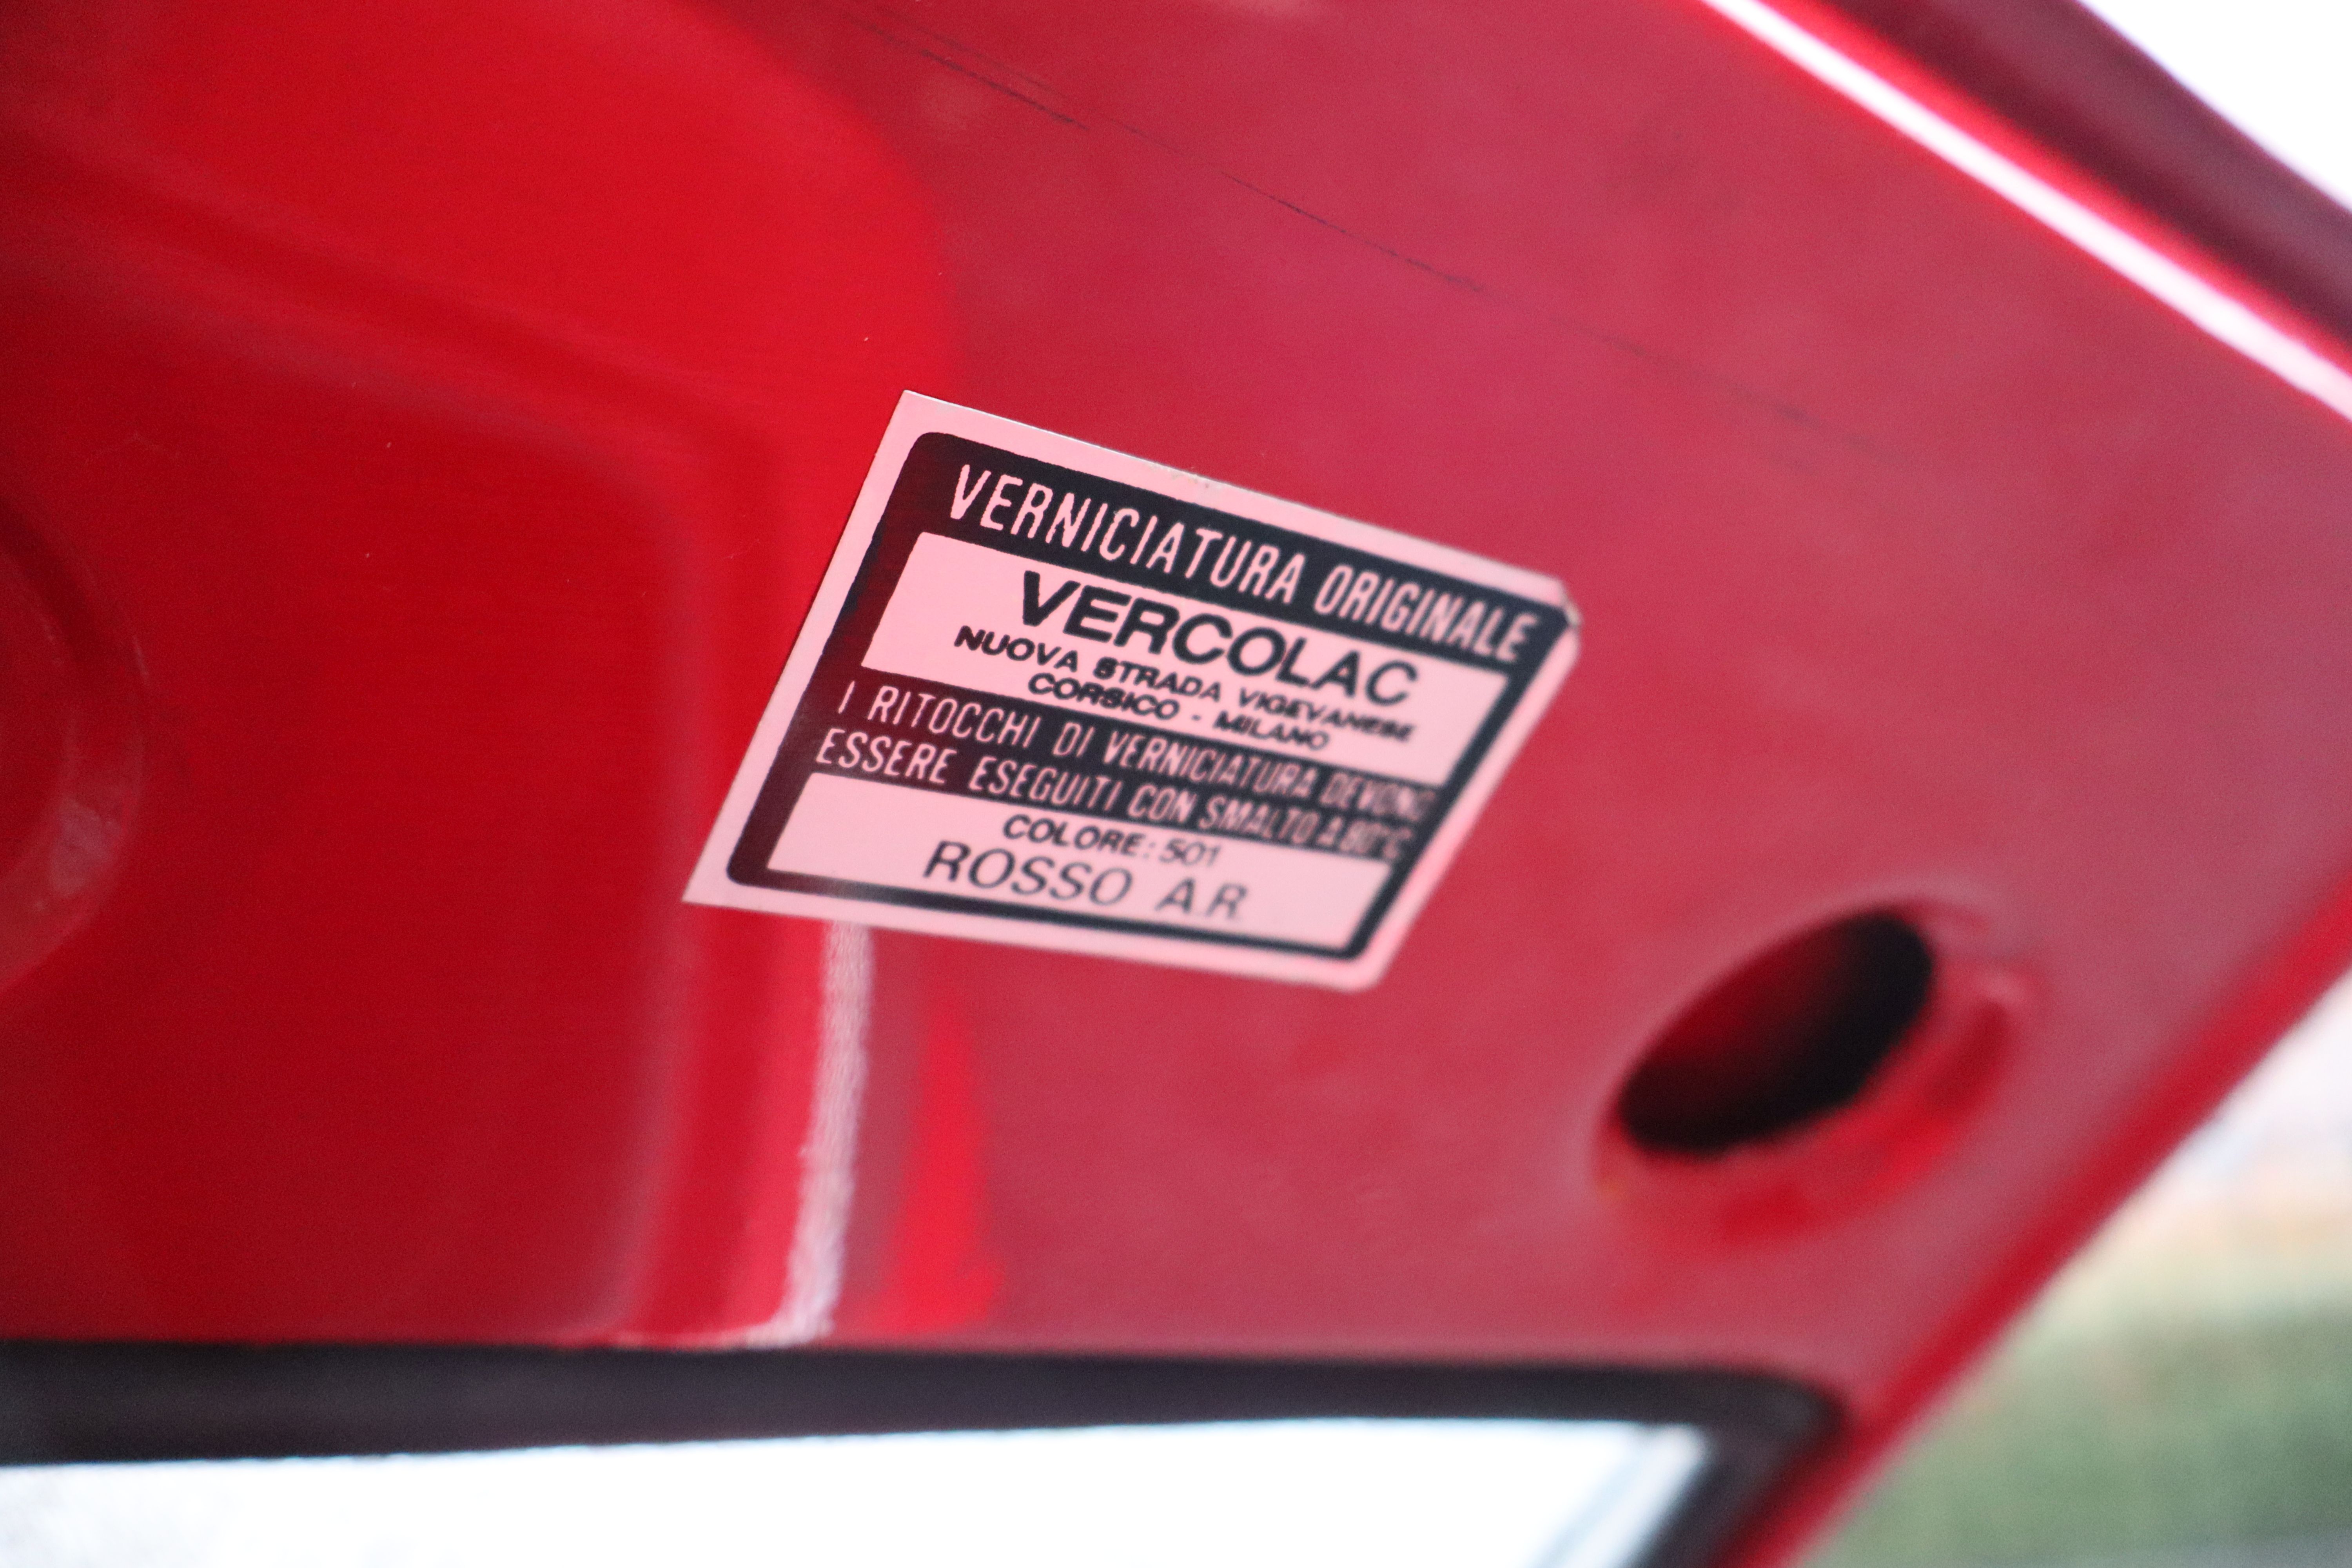 VERNICIATURA ORIGINALE
VERCOLAC
NUOVA STRADA VIGEVANESE
CORSICO - MILANO
I RITOCCHI DI VERNICIATURA DEVONO
ESSERE ESEGUITI CON SMALTO A 80°C
COLORE: 501
ROSSO A.R.